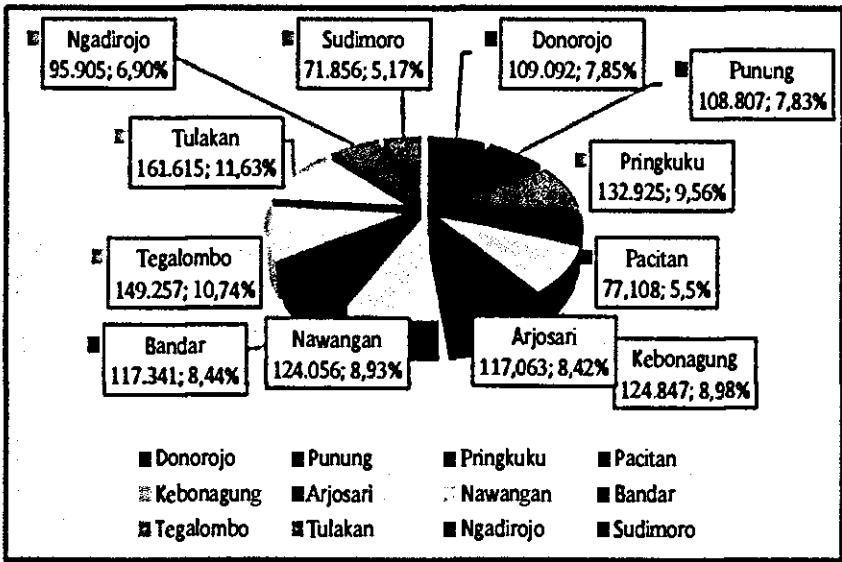 Ngadirojo
95.905; 6,90%
Sudimoro
71.856; 5,17%
Donorojo
109.092; 7,85%
Punung
108.807; 7,83%
Tulakan
161.615; 11,63%
Pringkuku
132.925; 9,56%
Tegalombo
149.257; 10,74%
Pacitan
77,108; 5,5%
Bandar
117.341; 8,44%
Nawangan
124.056; 8,93%
Arjosari
117,063; 8,42%
Kebonagung
124.847; 8,98%
Donorojo Punung Pringkuku Pacitan
Kebonagung Arjosari Nawangan Bandar
Tegalombo Tulakan Ngadirojo Sudimoro